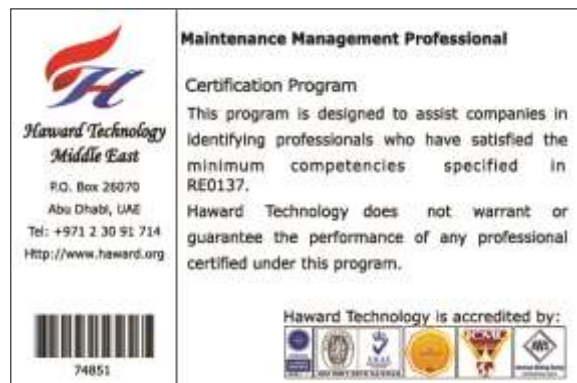 Haward Technology
Middle East
P.O. Box 26070
Abu Dhabi, UAE
Tel: +971 2 30 91 714
Http://www.haward.org
74851
Maintenance Management Professional
Certification Program
This program is designed to assist companies in
identifying professionals who have satisfied the
minimum competencies specified in
RE0137.
Haward Technology does not warrant or
guarantee the performance of any professional
certified under this program.
Haward Technology is accredited by:
UKAS
AWS